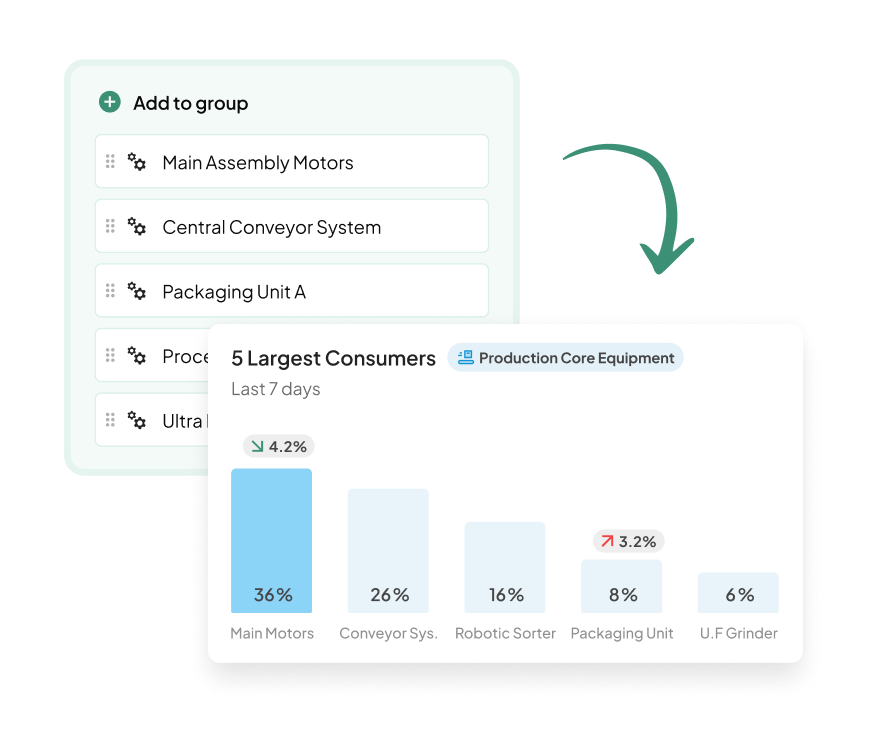 Add to group
Main Assembly Motors
Central Conveyor System
Packaging Unit A
Proce
Ultra
5 Largest Consumers
Production Core Equipment
Last 7 days
4.2%
3.2%
36%
26%
16%
8%
6%
Main Motors
Conveyor Sys.
Robotic Sorter
Packaging Unit
U.F Grinder